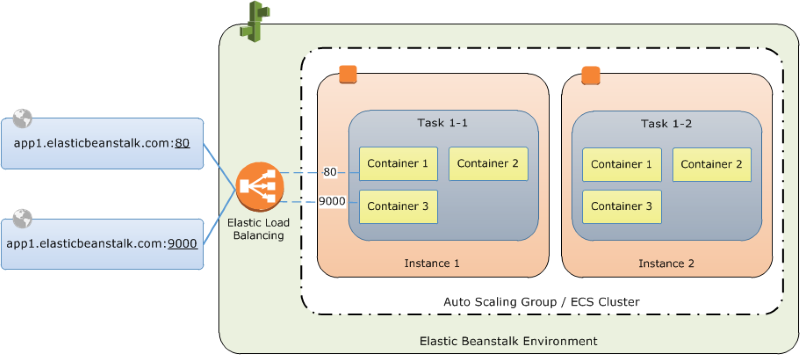 app1.elasticbeanstalk.com:80
app1.elasticbeanstalk.com:9000
Elastic Load
Balancing
80
9000
Task 1-1
Container 1
Container 2
Container 3
Instance 1
Task 1-2
Container 1
Container 2
Container 3
Instance 2
Auto Scaling Group / ECS Cluster
Elastic Beanstalk Environment